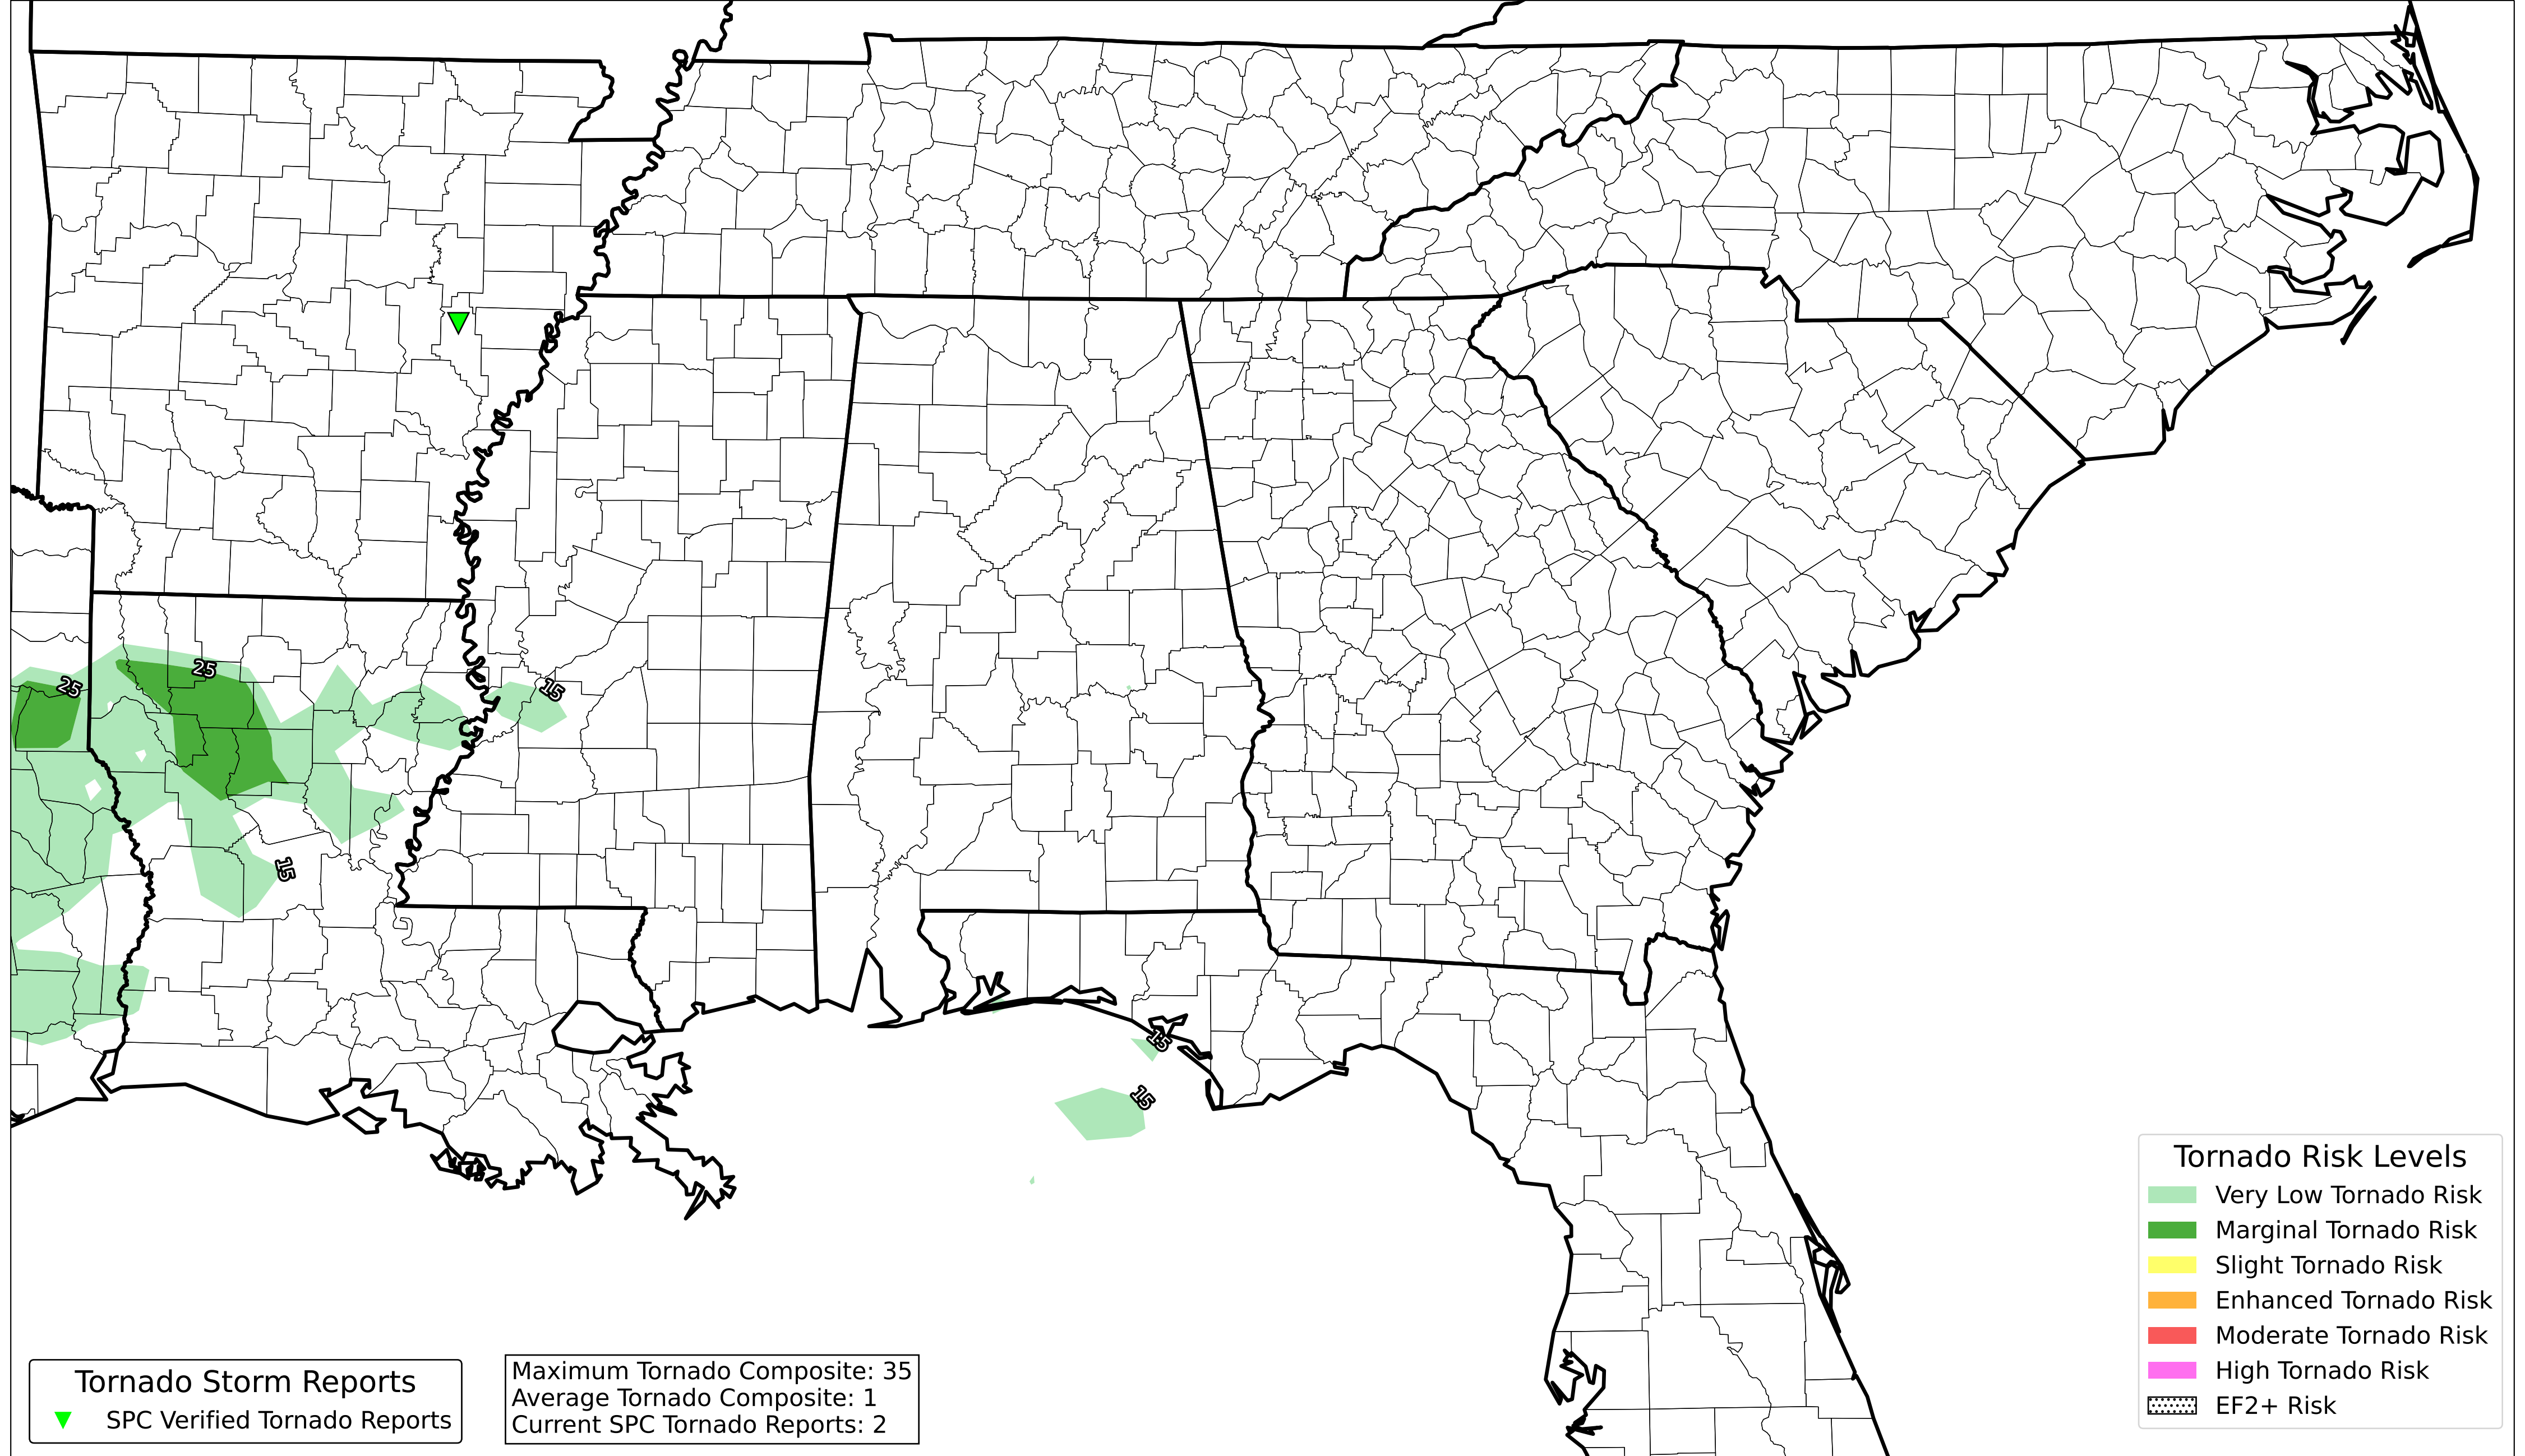 25
25
15
15
15
15
Tornado Risk Levels
Very Low Tornado Risk
Marginal Tornado Risk
Slight Tornado Risk
Enhanced Tornado Risk
Moderate Tornado Risk
High Tornado Risk
EF2+ Risk
Tornado Storm Reports
SPC Verified Tornado Reports
Maximum Tornado Composite: 35
Average Tornado Composite: 1
Current SPC Tornado Reports: 2